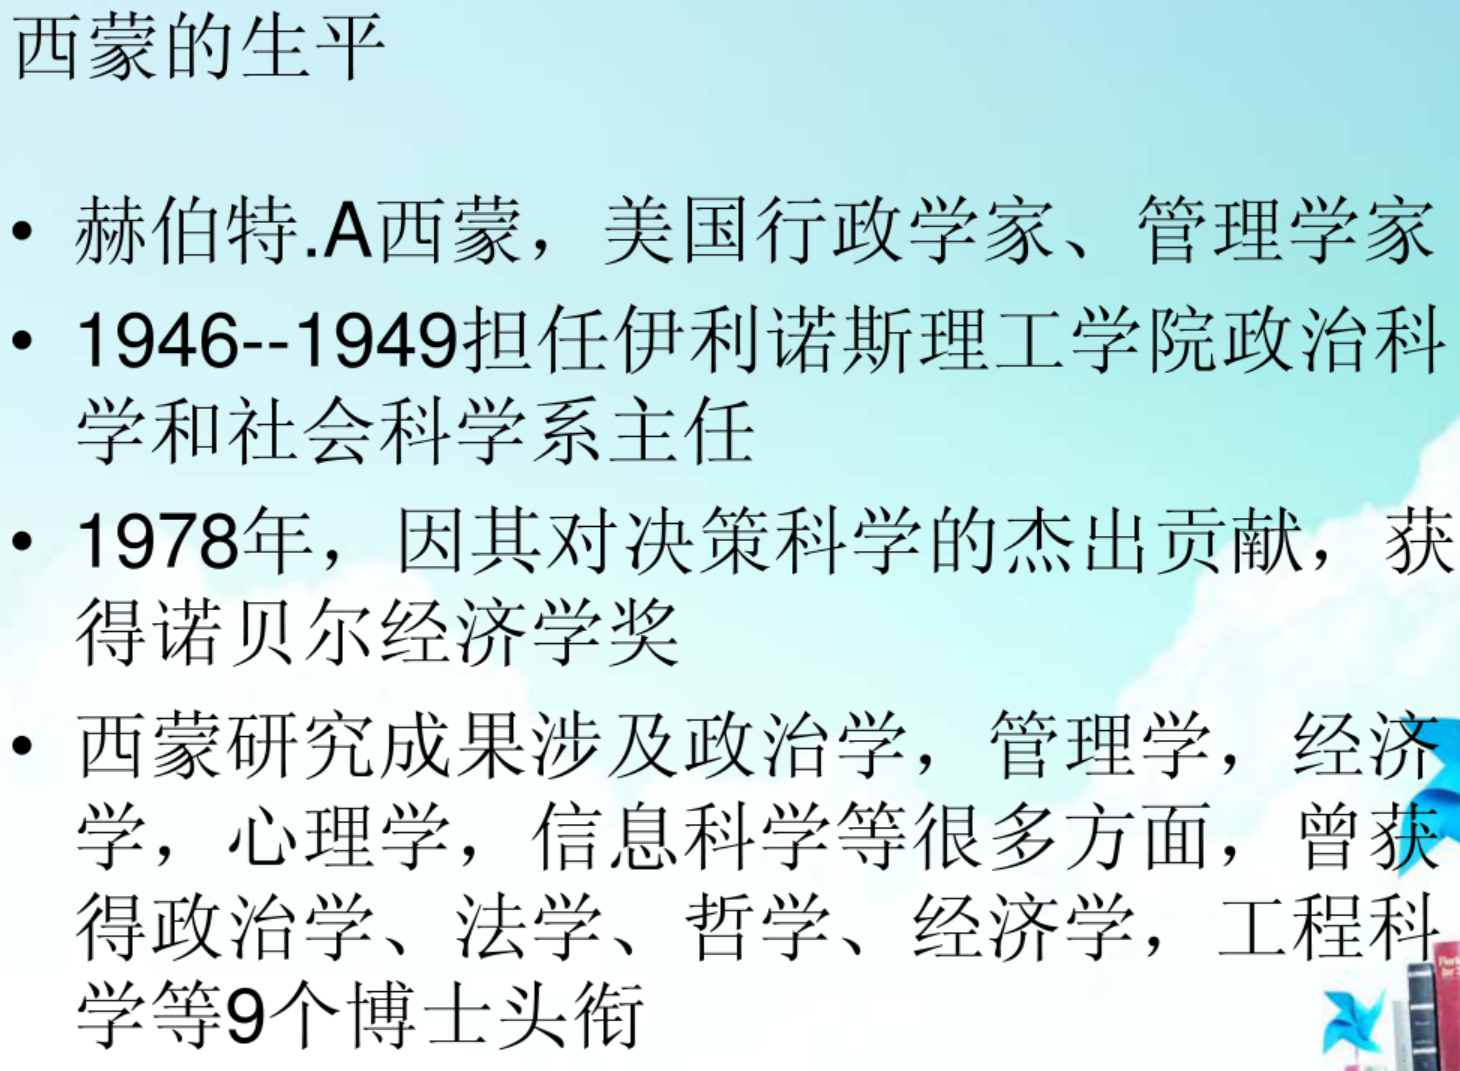 西蒙的生平
• 赫伯特.A西蒙，美国行政学家、管理学家
• 1946--1949担任伊利诺斯理工学院政治科
学和社会科学系主任
• 1978年，因其对决策科学的杰出贡献，获
得诺贝尔经济学奖
• 西蒙研究成果涉及政治学，管理学，经济
学，心理学，信息科学等很多方面，曾获
得政治学、法学、哲学、经济学，工程科
学等9个博士头衔